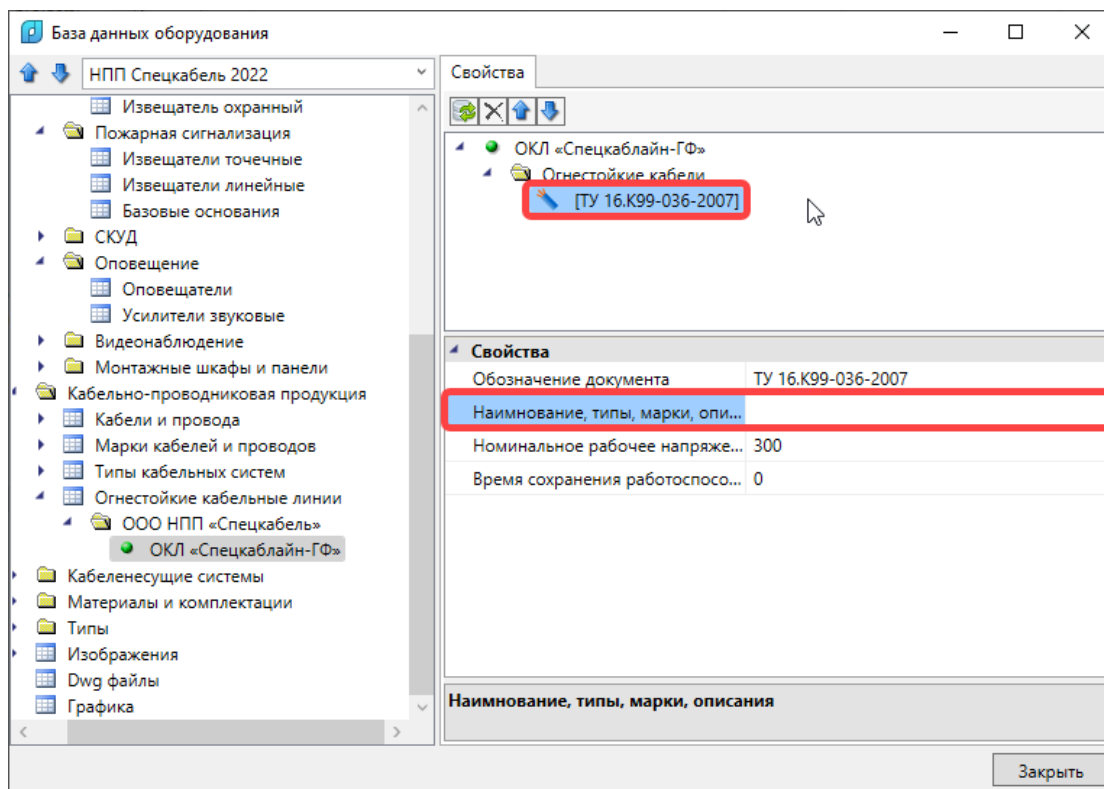 База данных оборудования
НПП Спецкабель 2022
Извещатель охранный
Пожарная сигнализация
Извещатели точечные
Извещатели линейные
Базовые основания
СКУД
Оповещение
Оповещатели
Усилители звуковые
Видеонаблюдение
Монтажные шкафы и панели
Кабельно-проводниковая продукция
Кабели и провода
Марки кабелей и проводов
Типы кабельных систем
Огнестойкие кабельные линии
ООО НПП «Спецкабель»
ОКЛ «Спецкаблайн-ГФ»
Кабеленесущие системы
Материалы и комплектации
Типы
Изображения
Dwg файлы
Графика
Свойства
ОКЛ «Спецкаблайн-ГФ»
Огнестойкие кабели
[ТУ 16.К99-036-2007]
Свойства
Обозначение документа ТУ 16.К99-036-2007
Наимнование, типы, марки, опи...
Номинальное рабочее напряже... 300
Время сохранения работоспосо... 0
Наимнование, типы, марки, описания
Закрыть